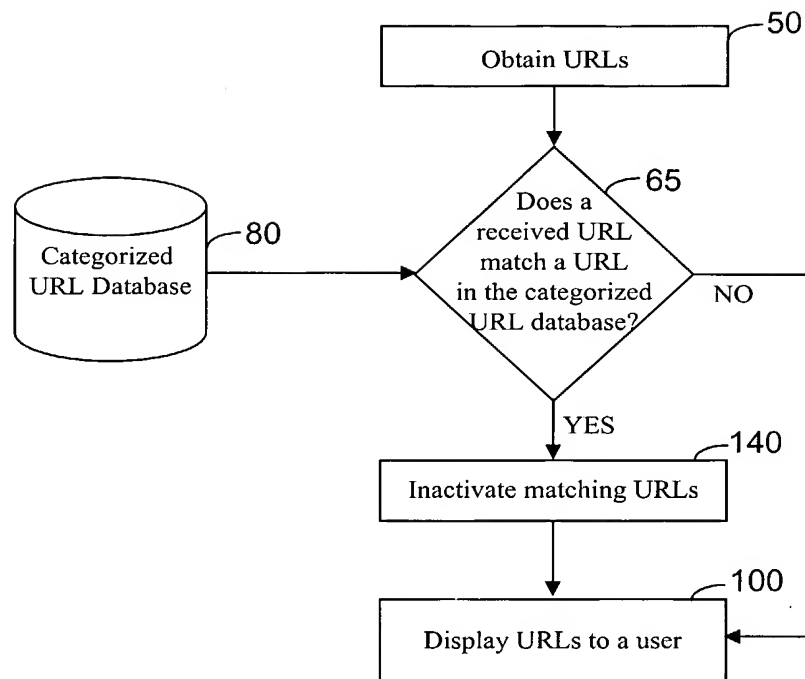 50
Obtain URLs
65
Does a
received URL
match a URL
in the categorized
URL database?
80
Categorized
URL Database
NO
YES
140
Inactivate matching URLs
100
Display URLs to a user